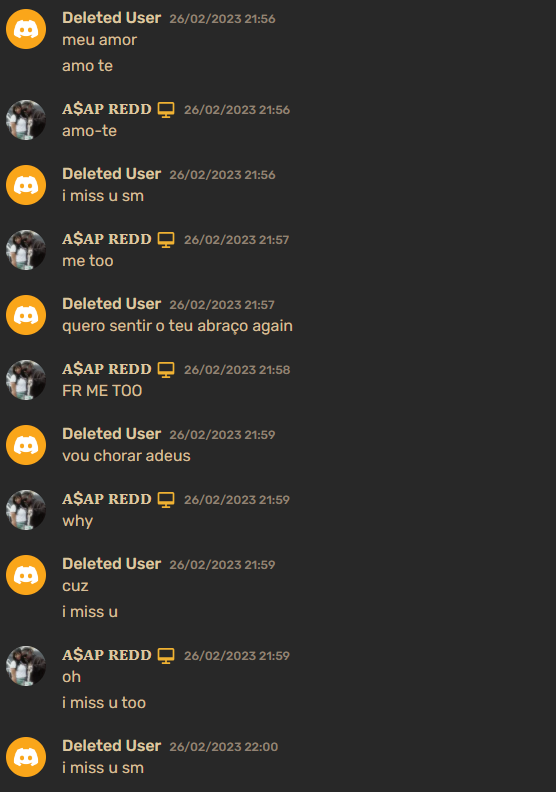 Deleted User 26/02/2023 21:56
meu amor
amo te
A$AP REDD 26/02/2023 21:56
amo-te
Deleted User 26/02/2023 21:56
i miss u sm
A$AP REDD 26/02/2023 21:57
me too
Deleted User 26/02/2023 21:57
quero sentir o teu abraço again
A$AP REDD 26/02/2023 21:58
FR ME TOO
Deleted User 26/02/2023 21:59
vou chorar adeus
A$AP REDD 26/02/2023 21:59
why
Deleted User 26/02/2023 21:59
cuz
i miss u
A$AP REDD 26/02/2023 21:59
oh
i miss u too
Deleted User 26/02/2023 22:00
i miss u sm